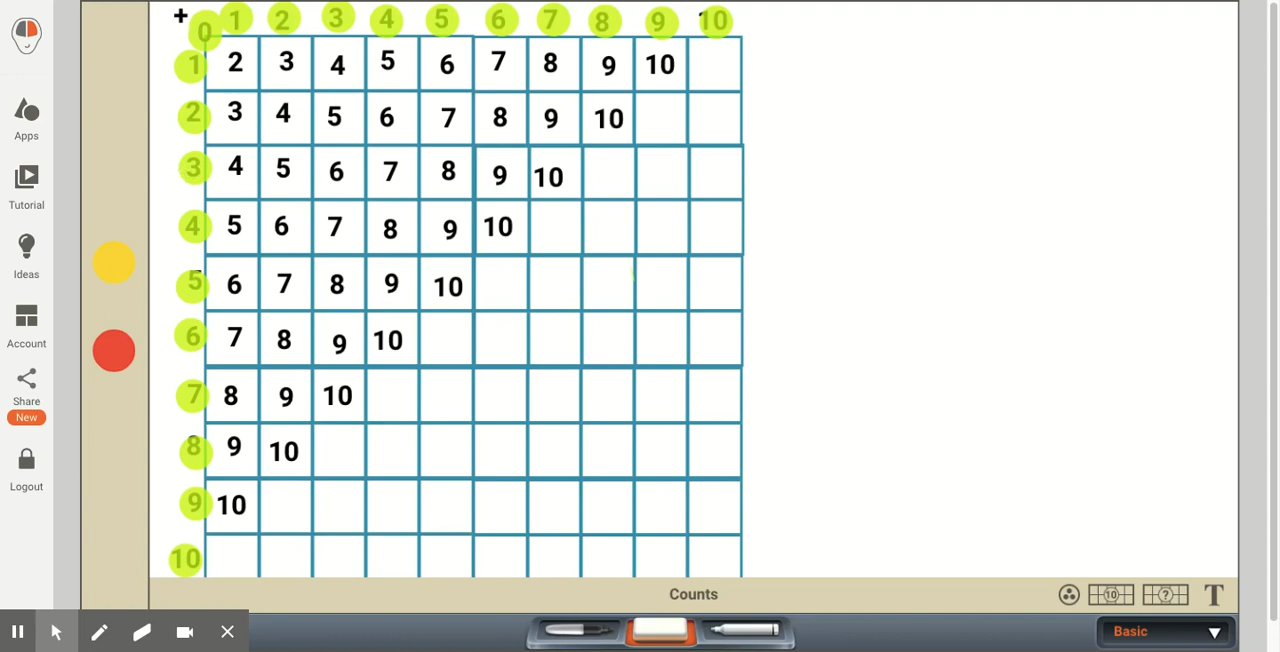 + 0 1 2 3 4 5 6 7 8 9 10
1 2 3 4 5 6 7 8 9 10
2 3 4 5 6 7 8 9 10
3 4 5 6 7 8 9 10
4 5 6 7 8 9 10
5 6 7 8 9 10
6 7 8 9 10
7 8 9 10
8 9 10
9 10
10
Apps
Tutorial
Ideas
Account
Share
New
Logout
Counts
10
?
T
Basic